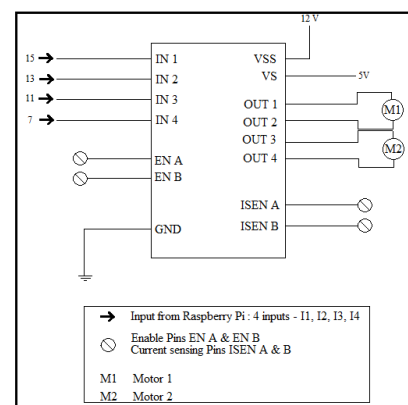 12 V
15 IN 1 VSS
13 IN 2 VS 5V
11 IN 3 OUT 1 M1
7 IN 4 OUT 2
OUT 3 M2
EN A OUT 4
EN B
ISEN A
GND ISEN B
Input from Raspberry Pi : 4 inputs - I1, I2, I3, I4
Enable Pins EN A & EN B
Current sensing Pins ISEN A & B
M1 Motor 1
M2 Motor 2